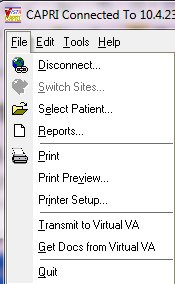 CAPRI Connected To 10.4.23
File Edit Tools Help
Disconnect...
Switch Sites...
Select Patient...
Reports...
Print
Print Preview...
Printer Setup...
Transmit to Virtual VA
Get Docs from Virtual VA
Quit